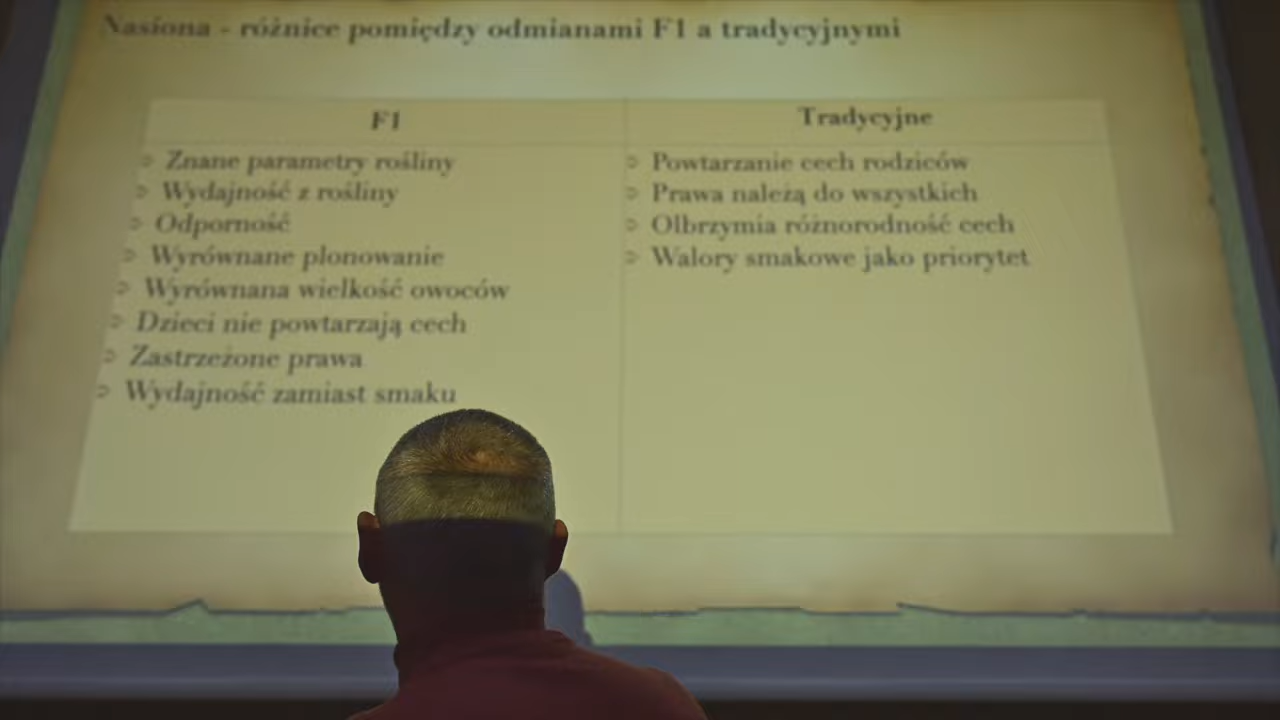 Nasiona - różnice pomiędzy odmianami F1 a tradycyjnymi
F1
Znane parametry rośliny
Wydajność z rośliny
Odporność
Wyrównane plonowanie
Wyrównana wielkość owoców
Dzieci nie powtarzają cech
Zastrzeżone prawa
Wydajność zamiast smaku
Tradycyjne
Powtarzanie cech rodziców
Prawa należą do wszystkich
Olbrzymia różnorodność cech
Walory smakowe jako priorytet